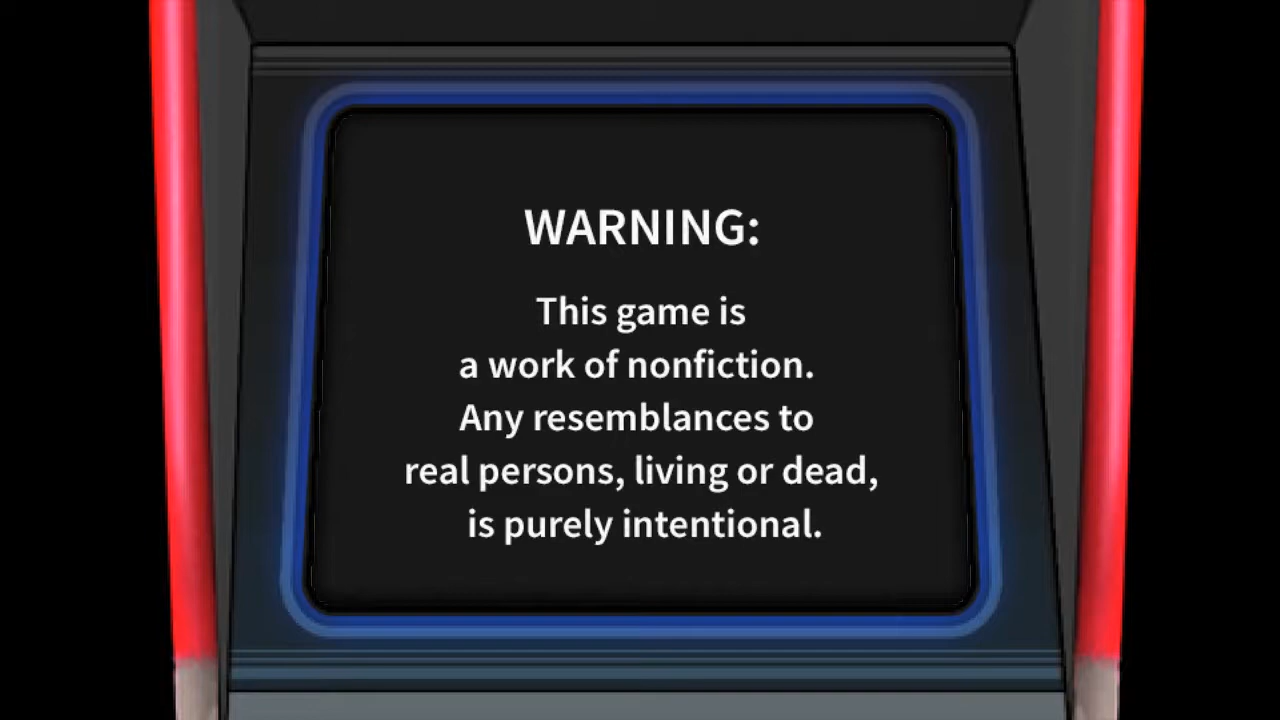 WARNING:
This game is
a work of nonfiction.
Any resemblances to
real persons, living or dead,
is purely intentional.